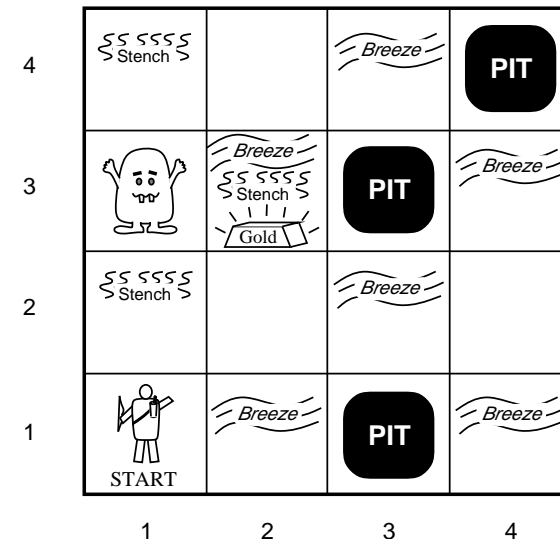 4
Stench
Breeze
PIT
3
Breeze
Stench
Gold
PIT
Breeze
2
Stench
Breeze
1
START
Breeze
PIT
Breeze
1 2 3 4